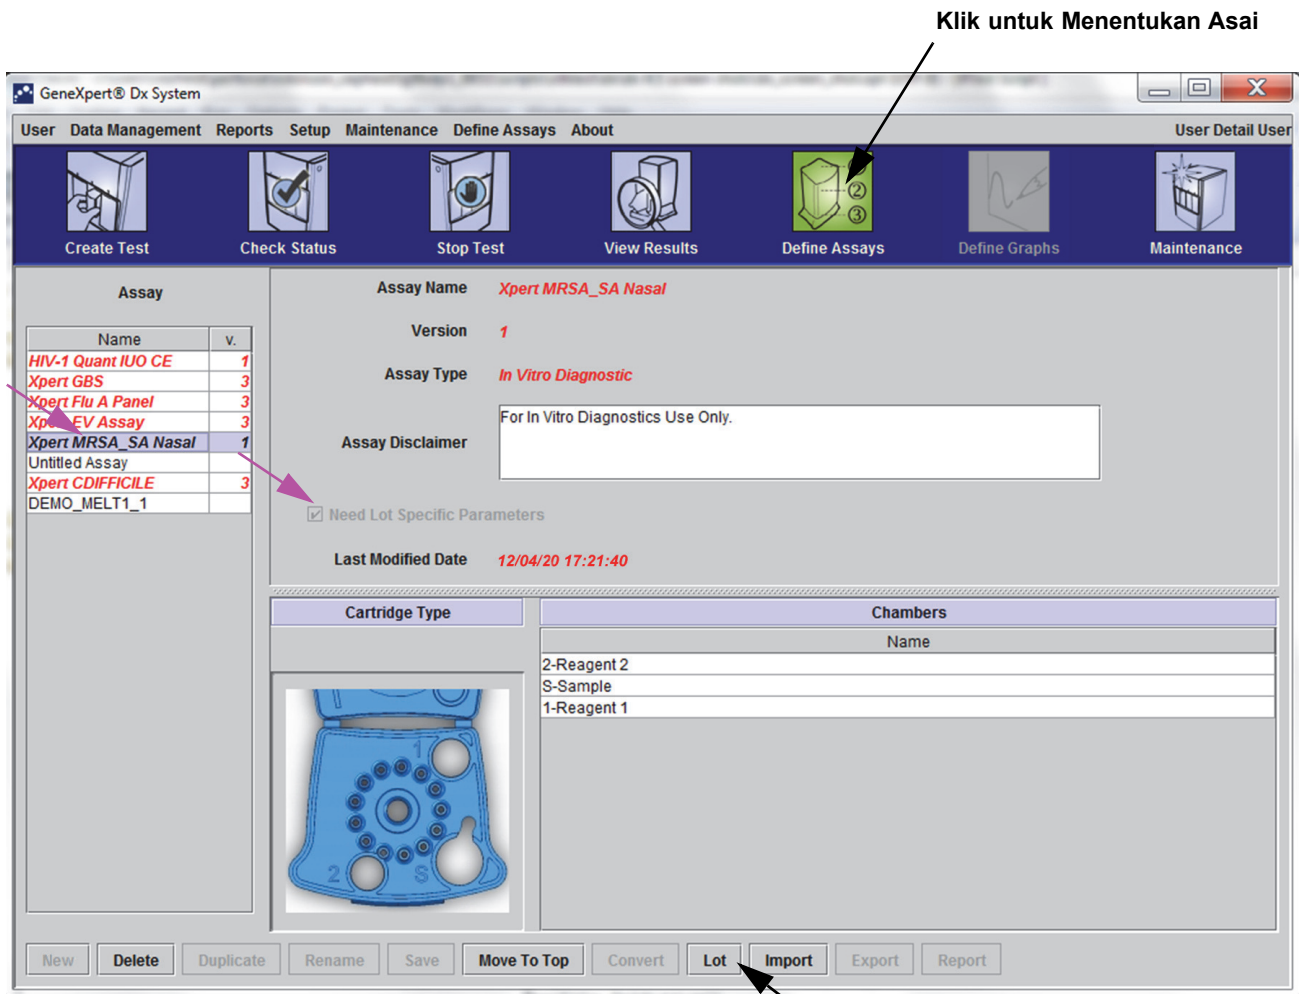 Klik untuk Menentukan Asai
GeneXpert® Dx System
User Data Management Reports Setup Maintenance Define Assays About User Detail User
Create Test Check Status Stop Test View Results Define Assays Define Graphs Maintenance
② ③
Assay
Name v.
HIV-1 Quant IUO CE 1
Xpert GBS 3
Xpert Flu A Panel 3
Xpert EV Assay 3
Xpert MRSA_SA Nasal 1
Untitled Assay
Xpert CDIFFICILE 3
DEMO_MELT1_1
Assay Name Xpert MRSA_SA Nasal
Version 1
Assay Type In Vitro Diagnostic
Assay Disclaimer For In Vitro Diagnostics Use Only.
Need Lot Specific Parameters
Last Modified Date 12/04/20 17:21:40
Cartridge Type
1
2 S
Chambers
Name
2-Reagent 2
S-Sample
1-Reagent 1
New Delete Duplicate Rename Save Move To Top Convert Lot Import Export Report